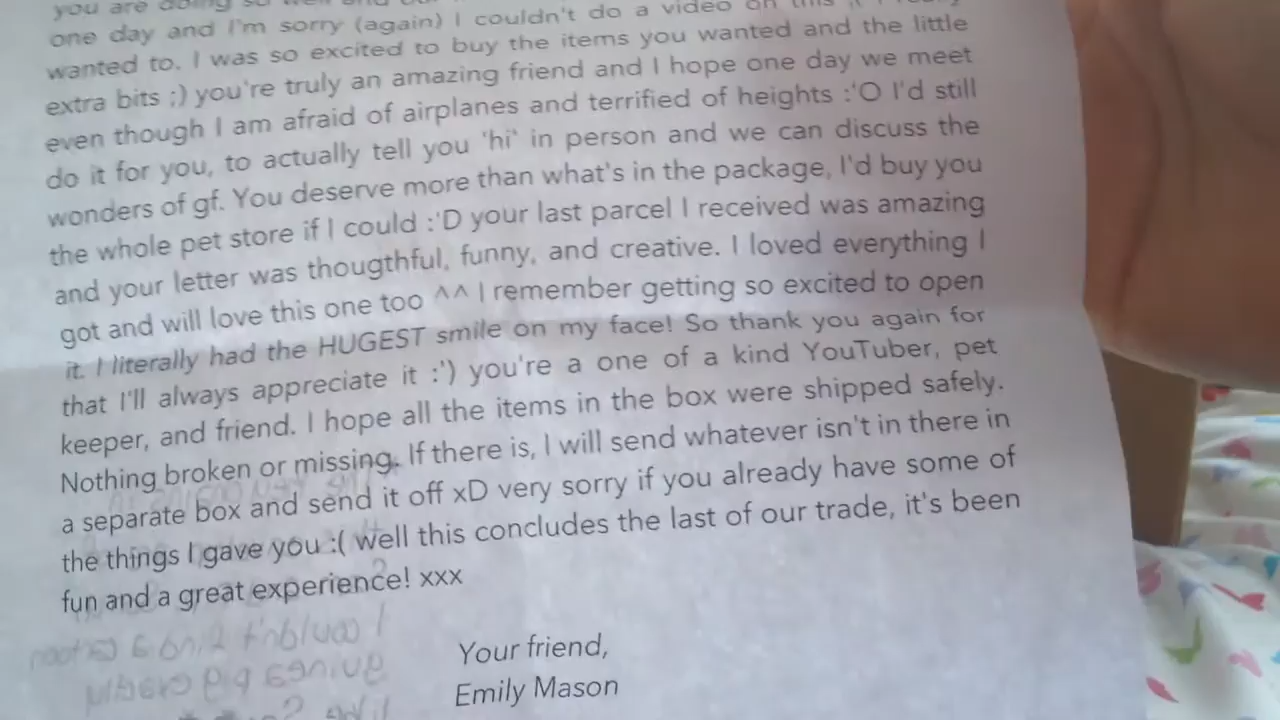 you are doing so well and
one day and I'm sorry (again) I couldn't do a video on this
wanted to. I was so excited to buy the items you wanted and the little
extra bits ;) you're truly an amazing friend and I hope one day we meet
even though I am afraid of airplanes and terrified of heights :'O I'd still
do it for you, to actually tell you 'hi' in person and we can discuss the
wonders of gf. You deserve more than what's in the package, I'd buy you
the whole pet store if I could :'D your last parcel I received was amazing
and your letter was thougthful, funny, and creative. I loved everything I
got and will love this one too ^^ I remember getting so excited to open
it. I literally had the HUGEST smile on my face! So thank you again for
that I'll always appreciate it :') you're a one of a kind YouTuber, pet
keeper, and friend. I hope all the items in the box were shipped safely.
Nothing broken or missing. If there is, I will send whatever isn't in there in
a separate box and send it off xD very sorry if you already have some of
the things I gave you :( well this concludes the last of our trade, it's been
fun and a great experience! xxx
Your friend,
Emily Mason